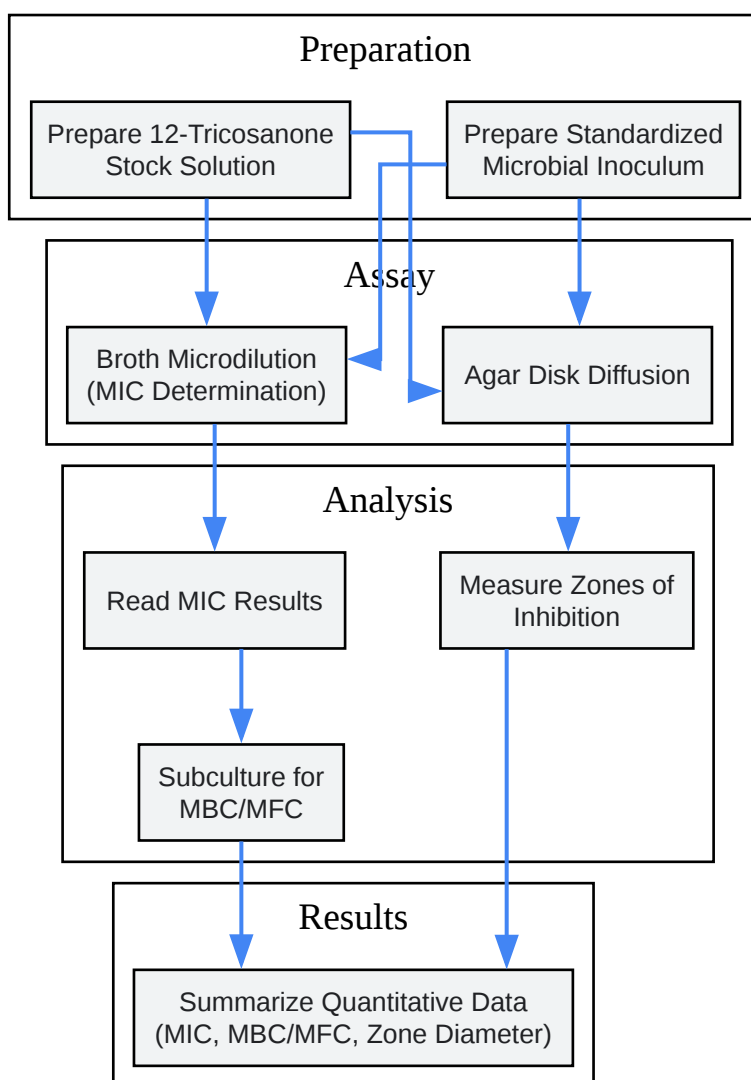 Preparation
Prepare 12-Tricosanone
Stock Solution
Prepare Standardized
Microbial Inoculum
Assay
Broth Microdilution
(MIC Determination)
Agar Disk Diffusion
Analysis
Read MIC Results
Measure Zones of
Inhibition
Subculture for
MBC/MFC
Results
Summarize Quantitative Data
(MIC, MBC/MFC, Zone Diameter)